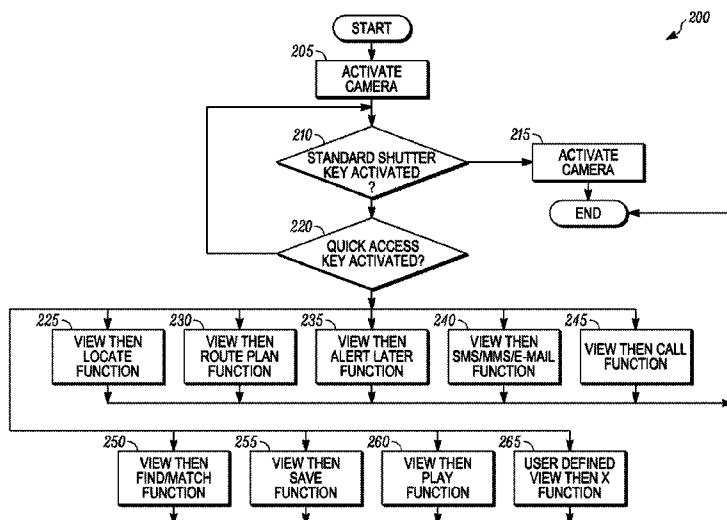 200
START
205
ACTIVATE
CAMERA
210
STANDARD SHUTTER
KEY ACTIVATED
?
215
ACTIVATE
CAMERA
END
220
QUICK ACCESS
KEY ACTIVATED?
225
VIEW THEN
LOCATE
FUNCTION
230
VIEW THEN
ROUTE PLAN
FUNCTION
235
VIEW THEN
ALERT LATER
FUNCTION
240
VIEW THEN
SMS/MMS/E-MAIL
FUNCTION
245
VIEW THEN CALL
FUNCTION
250
VIEW THEN
FIND/MATCH
FUNCTION
255
VIEW THEN
SAVE
FUNCTION
260
VIEW THEN
PLAY
FUNCTION
265
USER DEFINED
VIEW THEN X
FUNCTION